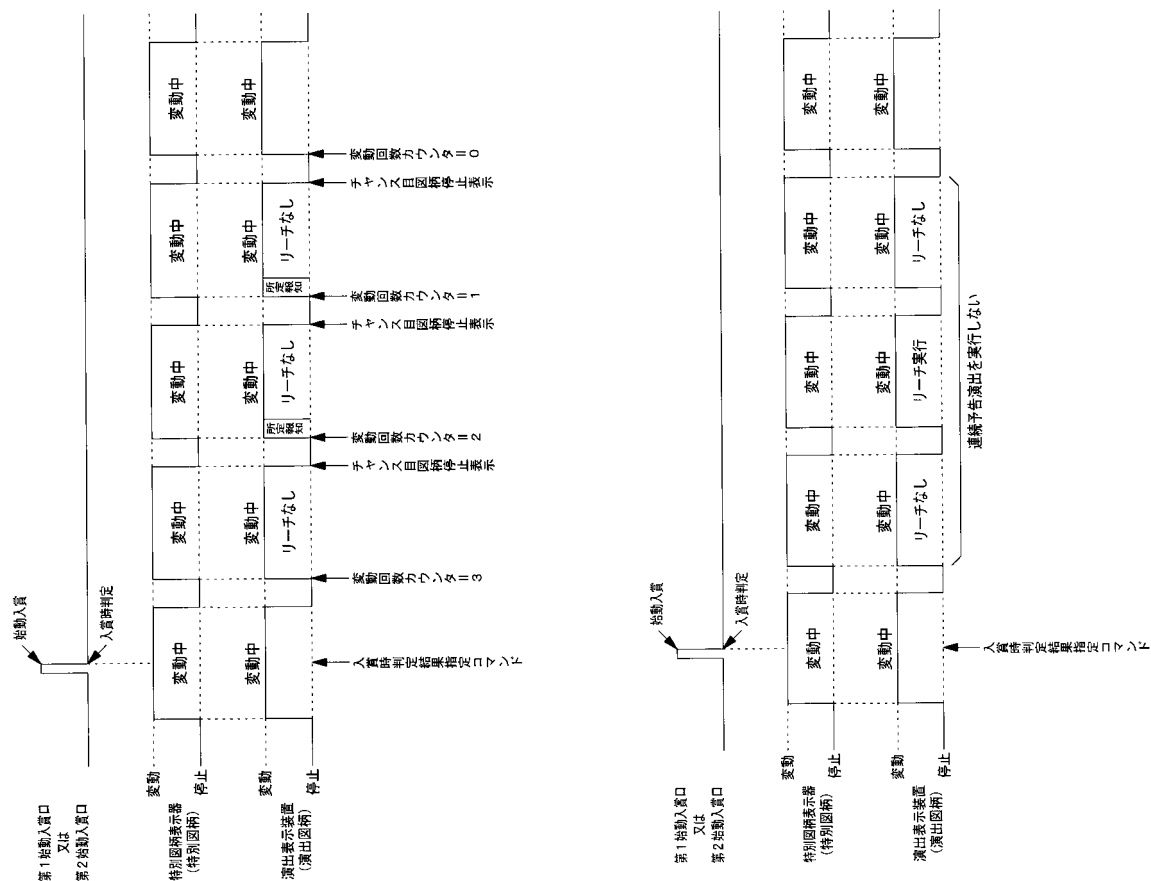 第1始動入賞口
又は
第2始動入賞口
始動入賞
入賞時判定
特別図柄表示器
(特別図柄)
変動
停止
変動中
変動中
変動中
変動中
変動中
演出表示装置
(演出図柄)
変動
停止
変動中
変動中
リーチなし
変動中
所定報知
リーチなし
変動中
所定報知
リーチなし
変動中
入賞時判定結果指定コマンド
変動回数カウンタ=3
チャンス目図柄停止表示
変動回数カウンタ=2
チャンス目図柄停止表示
変動回数カウンタ=1
チャンス目図柄停止表示
変動回数カウンタ=0
第1始動入賞口
又は
第2始動入賞口
始動入賞
入賞時判定
特別図柄表示器
(特別図柄)
変動
停止
変動中
変動中
変動中
変動中
変動中
演出表示装置
(演出図柄)
変動
停止
変動中
変動中
リーチなし
変動中
リーチ実行
変動中
リーチなし
変動中
入賞時判定結果指定コマンド
連続予告演出を実行しない